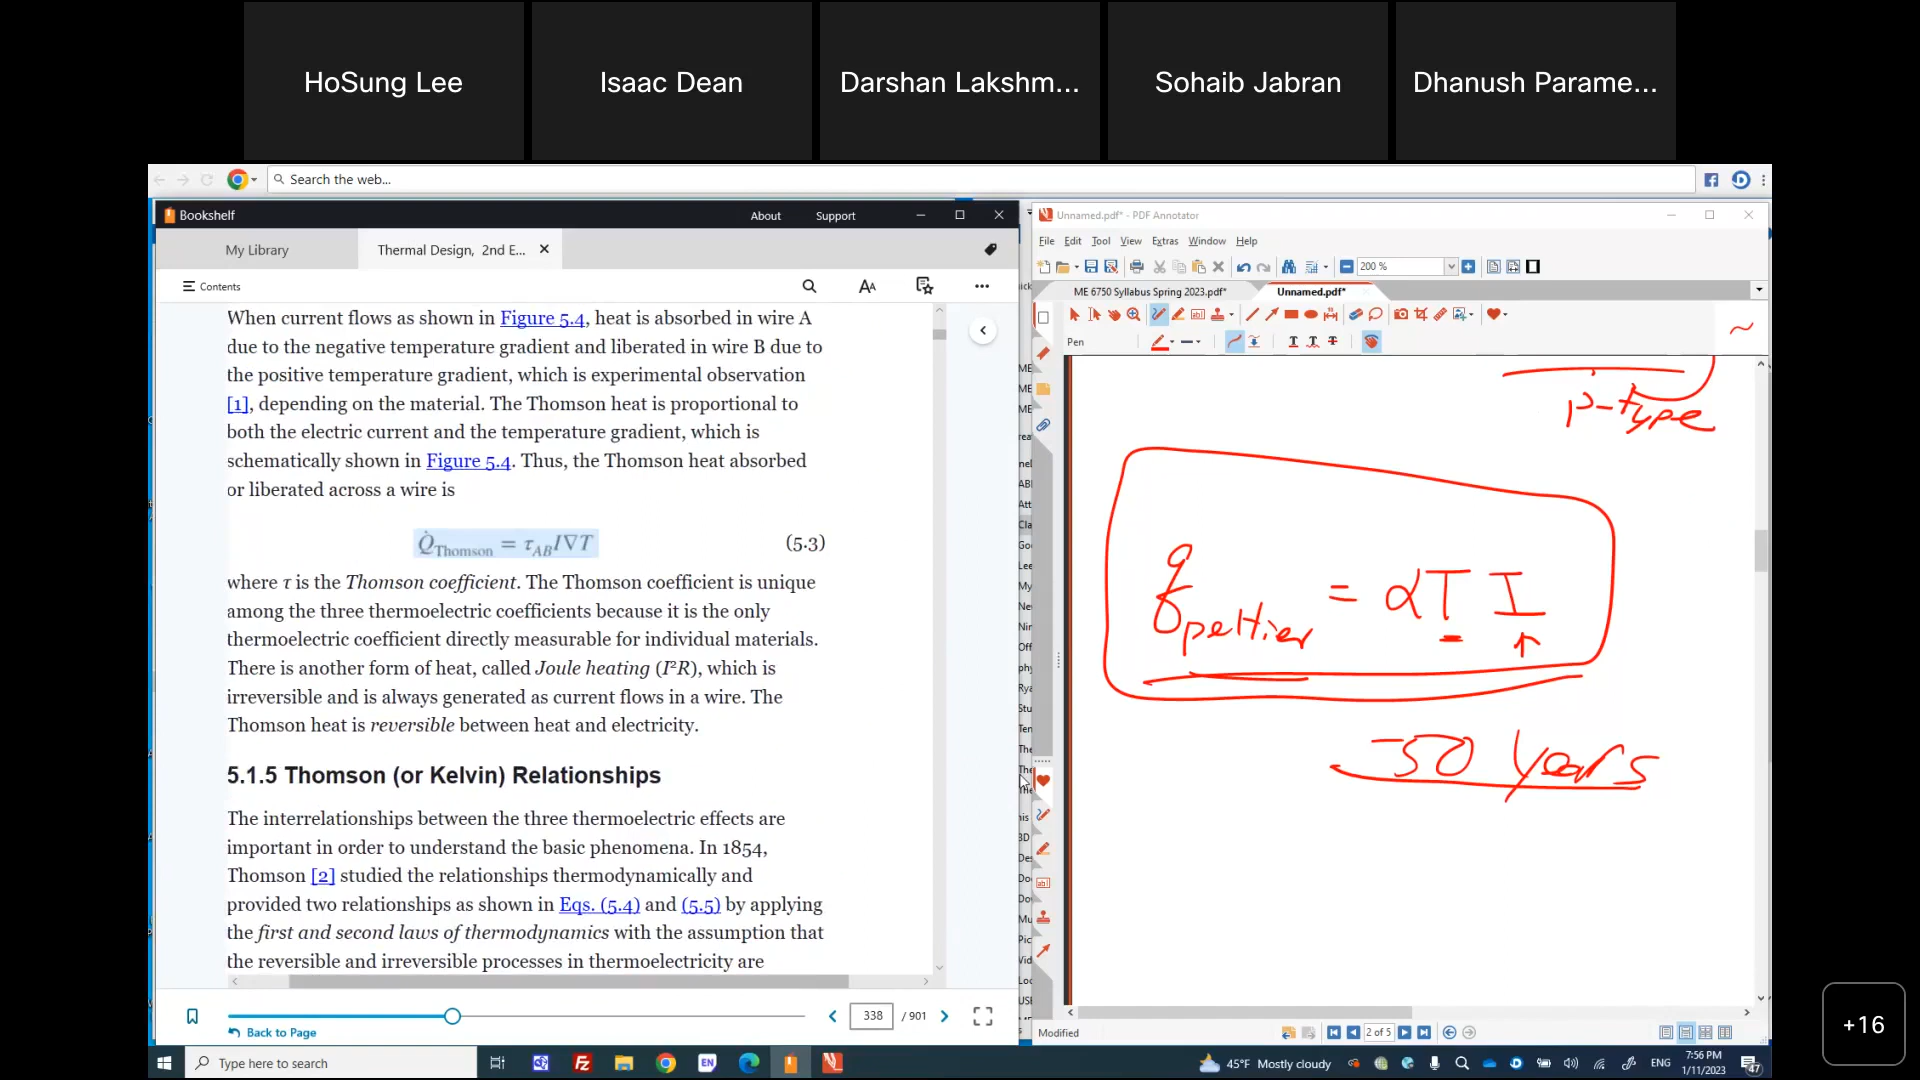 HoSung Lee
Isaac Dean
Darshan Lakshm...
Sohaib Jabran
Dhanush Parame...
Search the web...
Bookshelf
About
Support
My Library
Thermal Design, 2nd E...
Contents
When current flows as shown in Figure 5.4, heat is absorbed in wire A
due to the negative temperature gradient and liberated in wire B due to
the positive temperature gradient, which is experimental observation
[1], depending on the material. The Thomson heat is proportional to
both the electric current and the temperature gradient, which is
schematically shown in Figure 5.4. Thus, the Thomson heat absorbed
or liberated across a wire is
Q̇Thomson = τAB I∇T (5.3)
where τ is the Thomson coefficient. The Thomson coefficient is unique
among the three thermoelectric coefficients because it is the only
thermoelectric coefficient directly measurable for individual materials.
There is another form of heat, called Joule heating (I²R), which is
irreversible and is always generated as current flows in a wire. The
Thomson heat is reversible between heat and electricity.
5.1.5 Thomson (or Kelvin) Relationships
The interrelationships between the three thermoelectric effects are
important in order to understand the basic phenomena. In 1854,
Thomson [2] studied the relationships thermodynamically and
provided two relationships as shown in Eqs. (5.4) and (5.5) by applying
the first and second laws of thermodynamics with the assumption that
the reversible and irreversible processes in thermoelectricity are
338 / 901
Back to Page
Unnamed.pdf* - PDF Annotator
File Edit Tool View Extras Window Help
200 %
ME 6750 Syllabus Spring 2023.pdf*
Unnamed.pdf*
Pen
p-type
peltier = αT I
50 years
Modified
2 of 5
+16
Type here to search
EN
45°F Mostly cloudy
ENG
7:56 PM
1/11/2023
47